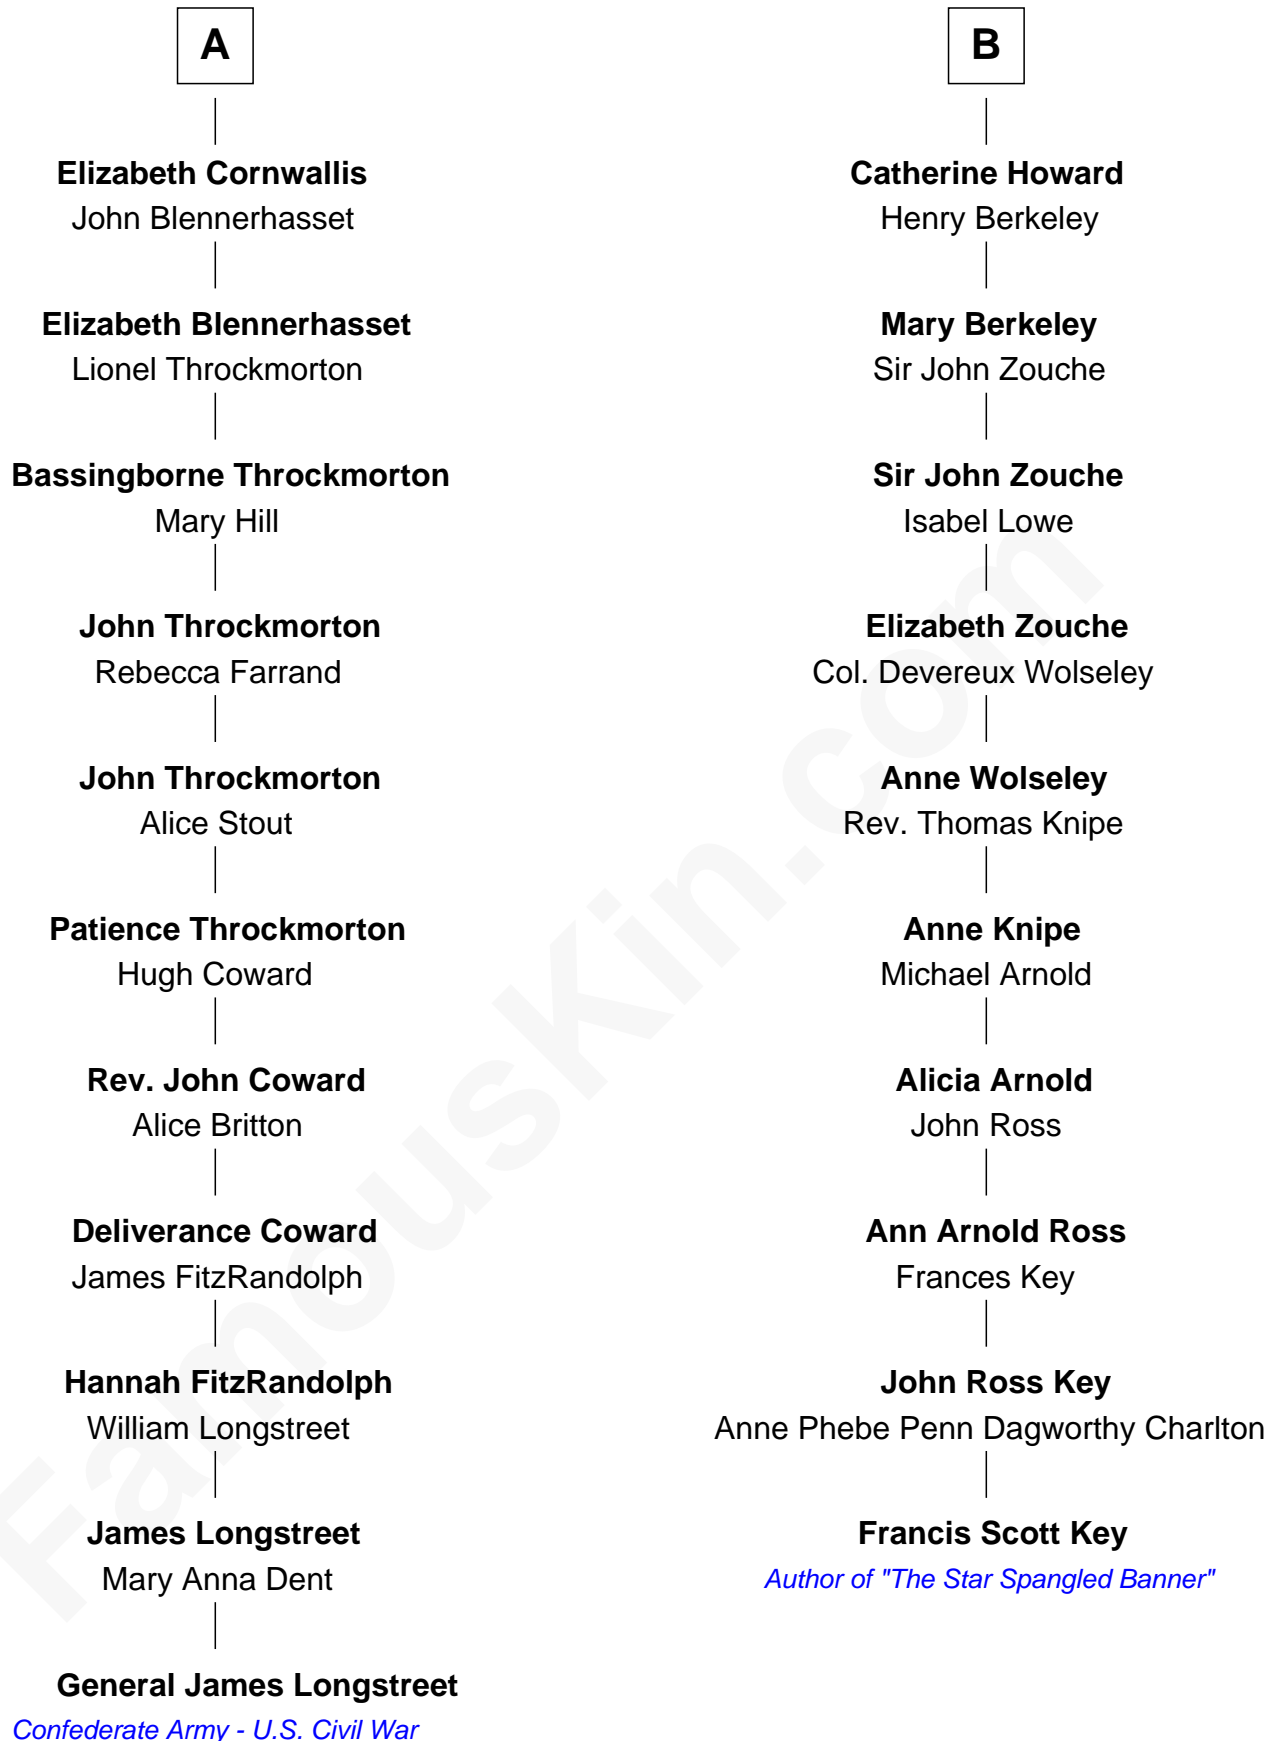 A
Elizabeth Cornwallis
John Blennerhasset
Elizabeth Blennerhasset
Lionel Throckmorton
Bassingborne Throckmorton
Mary Hill
John Throckmorton
Rebecca Farrand
John Throckmorton
Alice Stout
Patience Throckmorton
Hugh Coward
Rev. John Coward
Alice Britton
Deliverance Coward
James FitzRandolph
Hannah FitzRandolph
William Longstreet
James Longstreet
Mary Anna Dent
General James Longstreet
Confederate Army - U.S. Civil War
B
Catherine Howard
Henry Berkeley
Mary Berkeley
Sir John Zouche
Sir John Zouche
Isabel Lowe
Elizabeth Zouche
Col. Devereux Wolseley
Anne Wolseley
Rev. Thomas Knipe
Anne Knipe
Michael Arnold
Alicia Arnold
John Ross
Ann Arnold Ross
Frances Key
John Ross Key
Anne Phebe Penn Dagworthy Charlton
Francis Scott Key
Author of "The Star Spangled Banner"
FamousKin.com